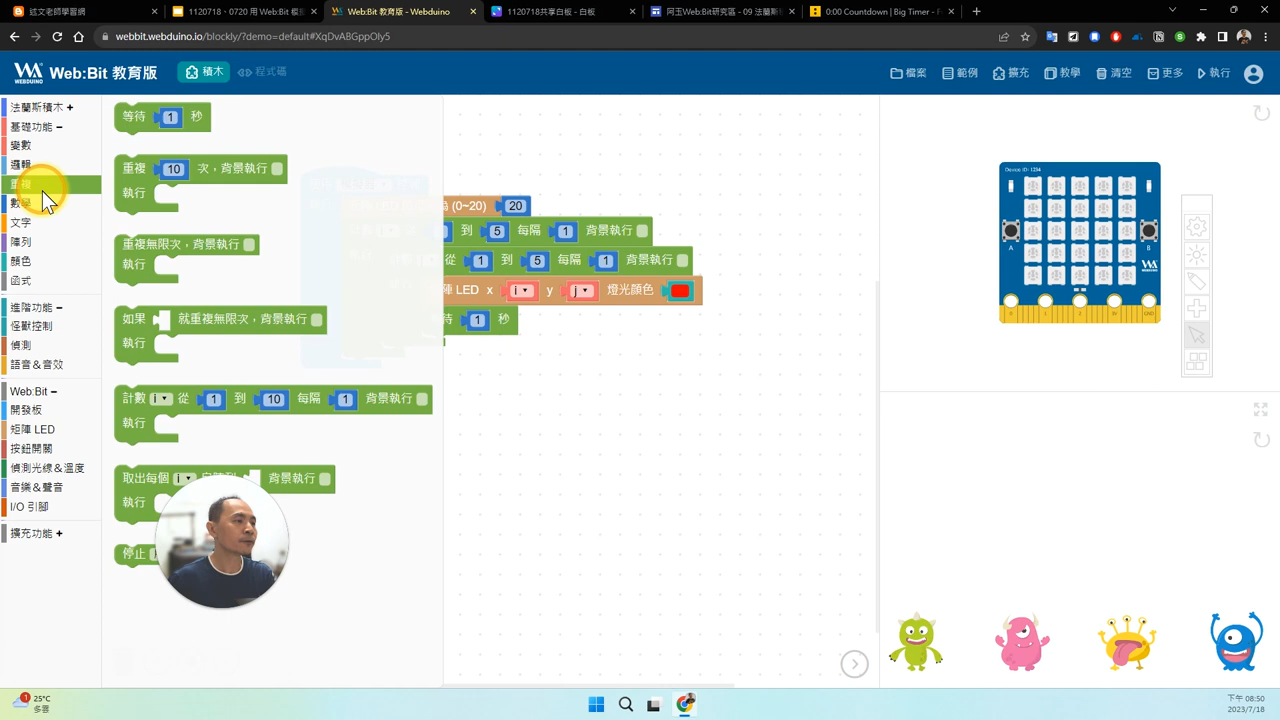 造文老師學習網
1120718、0720 用 Web:Bit 模擬
Web:Bit 教育版 - Webduino
1120718共享白板 - 白板
阿玉Web:Bit研究區 - 09 法蘭斯
0:00 Countdown | Big Timer - F
webbit.webduino.io/blockly/?demo=default#XqDvABGppOly5
WEBDUINO
Web:Bit 教育版
積木
程式碼
檔案
範例
擴充
教學
清空
更多
執行
法蘭斯積木 +
基礎功能 −
變數
邏輯
重複
數學
文字
陣列
顏色
函式
進階功能 −
怪獸控制
偵測
語音&音效
Web:Bit −
開發板
矩陣 LED
按鈕開關
偵測光線&溫度
音樂&聲音
I/O 引腳
擴充功能 +
等待 1 秒
重複 10 次,背景執行
執行
重複無限次,背景執行
執行
如果 就重複無限次,背景執行
執行
計數 i 從 1 到 10 每隔 1 背景執行
執行
取出每個 i 背景執行
執行
停止
(0~20) 20
到 5 每隔 1 背景執行
從 1 到 5 每隔 1 背景執行
陣 LED x i y j 燈光顏色
待 1 秒
Device ID: 1234
A
B
25°C
多雲
下午 08:50
2023/7/18